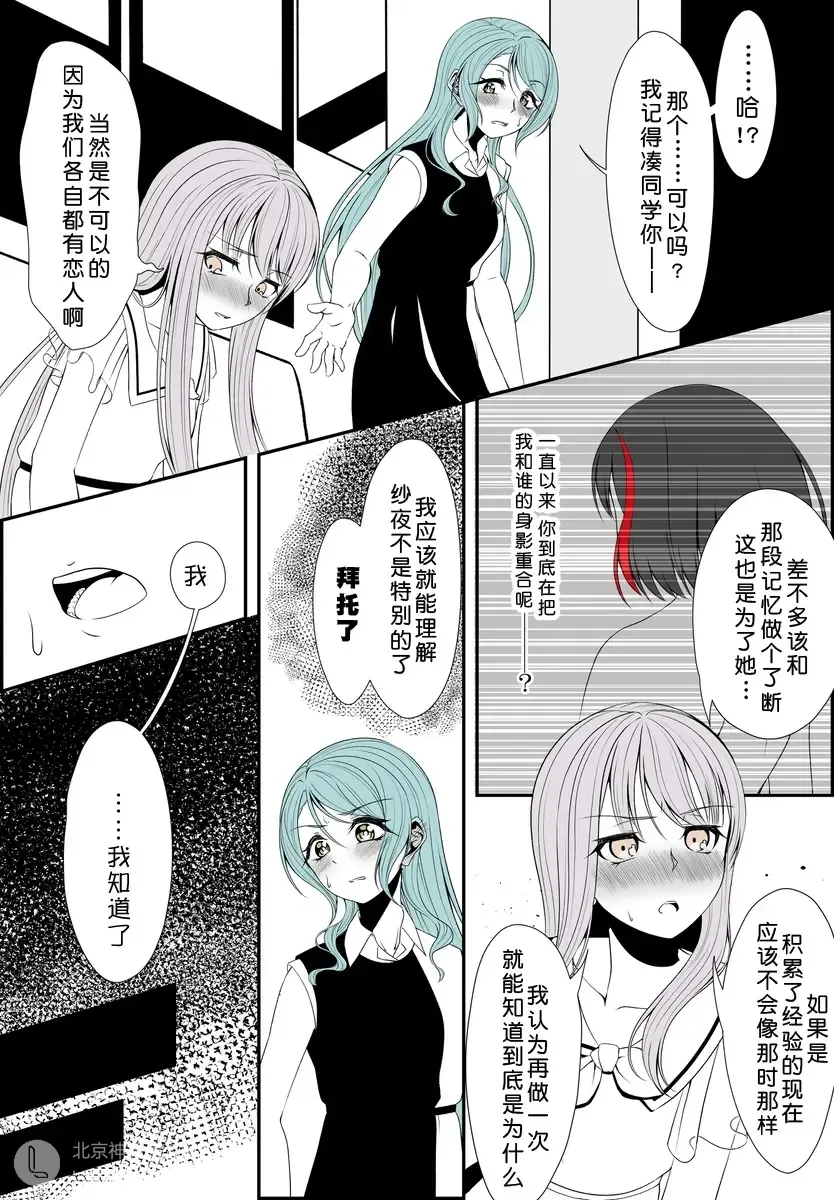 ……哈!?
那个……可以吗?
我记得凑同学你——
当然是不可以的
因为我们各自都有恋人啊
差不多该和
那段记忆做个了断
这也是为了她…
一直以来 你到底在把
我和谁的身影重合呢——?
如果是
积累了经验的现在
应该不会像那时那样
我认为再做一次
就能知道到底是为什么
我应该就能理解
纱夜不是特别的了
拜托了
我
……我知道了
北京神